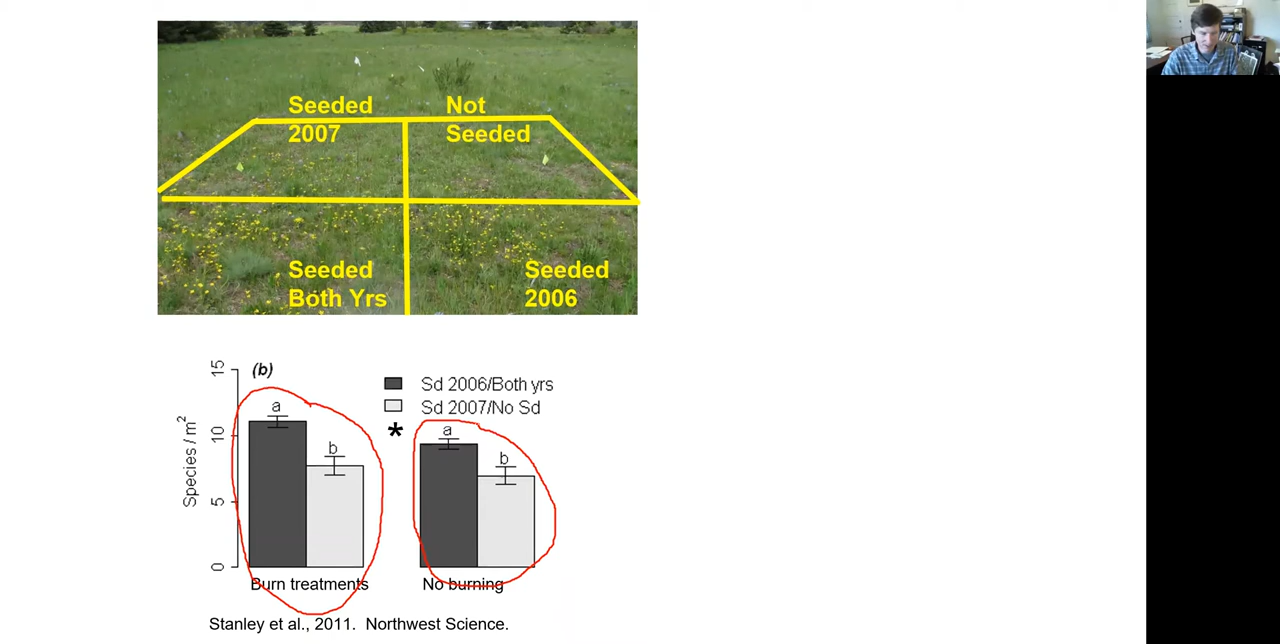 Seeded Not
2007 Seeded
Seeded Seeded
Both Yrs 2006
15
(b)
Sd 2006/Both yrs
Sd 2007/No Sd
a
*
a
10
b
b
Species / m²
5
0
Burn treatments No burning
Stanley et al., 2011. Northwest Science.